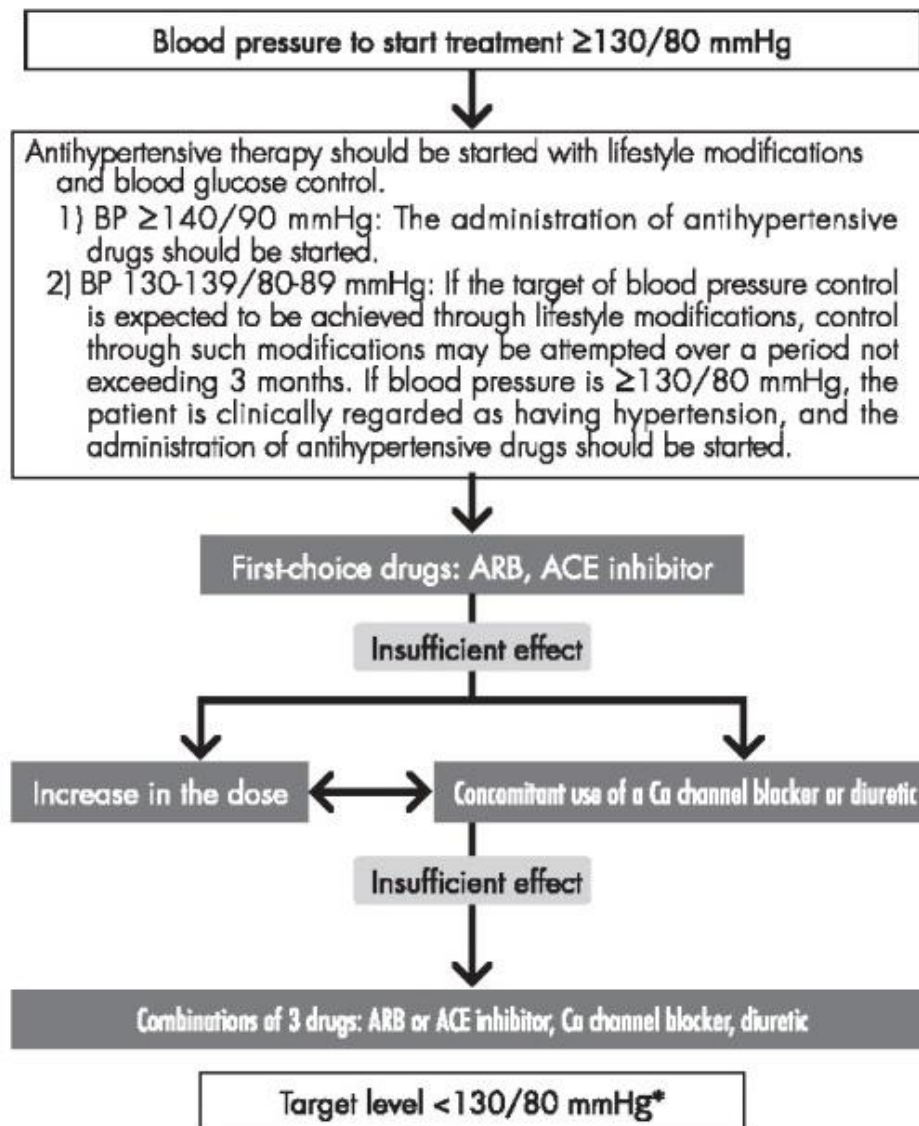 Blood pressure to start treatment ≥130/80 mmHg
Antihypertensive therapy should be started with lifestyle modifications
and blood glucose control.
1) BP ≥140/90 mmHg: The administration of antihypertensive
drugs should be started.
2) BP 130-139/80-89 mmHg: If the target of blood pressure control
is expected to be achieved through lifestyle modifications, control
through such modifications may be attempted over a period not
exceeding 3 months. If blood pressure is ≥130/80 mmHg, the
patient is clinically regarded as having hypertension, and the
administration of antihypertensive drugs should be started.
First-choice drugs: ARB, ACE inhibitor
Insufficient effect
Increase in the dose
Concomitant use of a Ca channel blocker or diuretic
Insufficient effect
Combinations of 3 drugs: ARB or ACE inhibitor, Ca channel blocker, diuretic
Target level <130/80 mmHg*